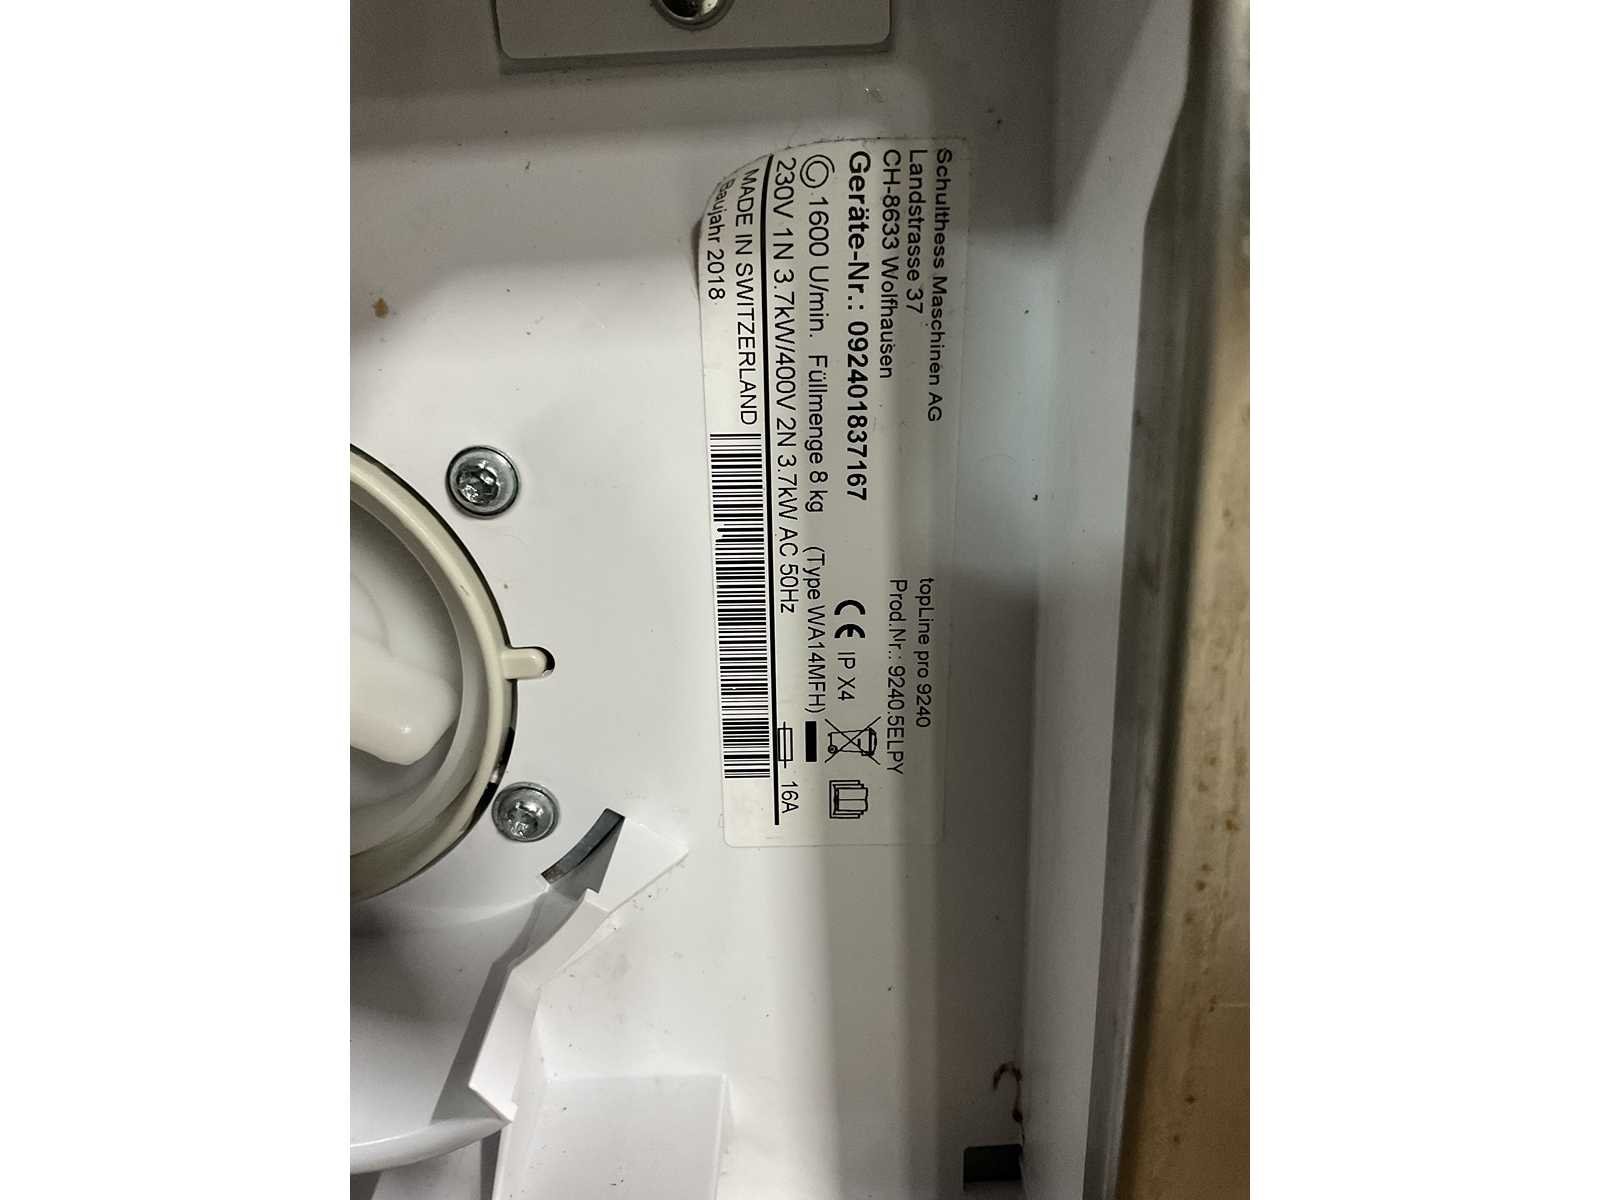 Schulthess Maschinen AG
Landstrasse 37
CH-8633 Wolfhausen
topLine pro 9240
Prod.Nr.: 9240.5ELPY
Geräte-Nr.: 092401837167
CE IP X4
1600 U/min. Füllmenge 8 kg (Type WA14MFH)
230V 1N 3.7kW/400V 2N 3.7kW AC 50Hz 16A
MADE IN SWITZERLAND
Baujahr 2018